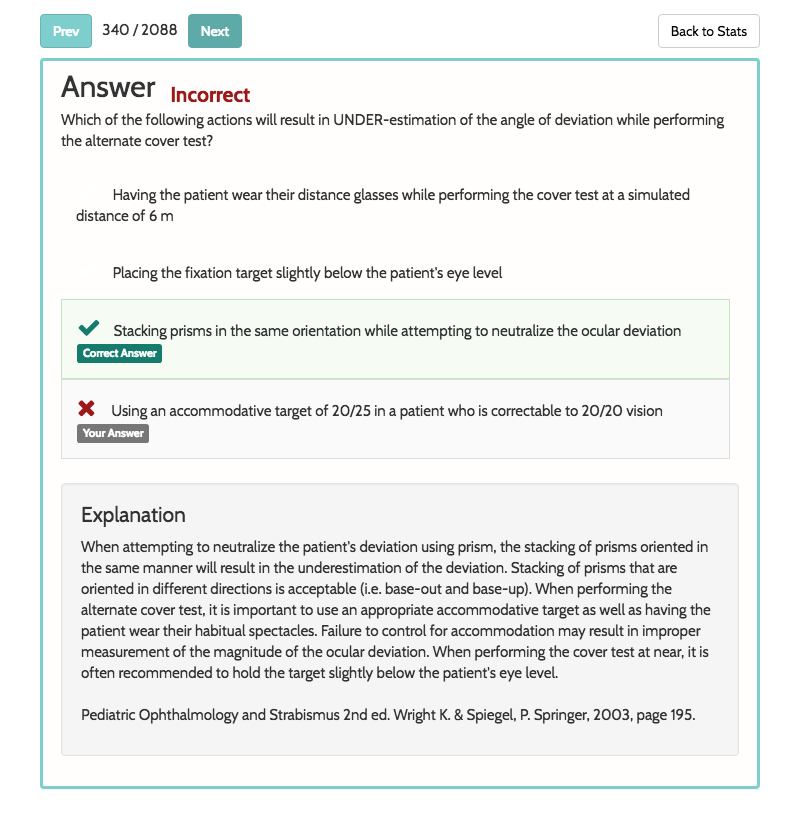 Prev 340 / 2088 Next Back to Stats
Answer Incorrect
Which of the following actions will result in UNDER-estimation of the angle of deviation while performing
the alternate cover test?
Having the patient wear their distance glasses while performing the cover test at a simulated
distance of 6 m
Placing the fixation target slightly below the patient's eye level
Stacking prisms in the same orientation while attempting to neutralize the ocular deviation
Correct Answer
Using an accommodative target of 20/25 in a patient who is correctable to 20/20 vision
Your Answer
Explanation
When attempting to neutralize the patient's deviation using prism, the stacking of prisms oriented in
the same manner will result in the underestimation of the deviation. Stacking of prisms that are
oriented in different directions is acceptable (i.e. base-out and base-up). When performing the
alternate cover test, it is important to use an appropriate accommodative target as well as having the
patient wear their habitual spectacles. Failure to control for accommodation may result in improper
measurement of the magnitude of the ocular deviation. When performing the cover test at near, it is
often recommended to hold the target slightly below the patient's eye level.
Pediatric Ophthalmology and Strabismus 2nd ed. Wright K. & Spiegel, P. Springer, 2003, page 195.